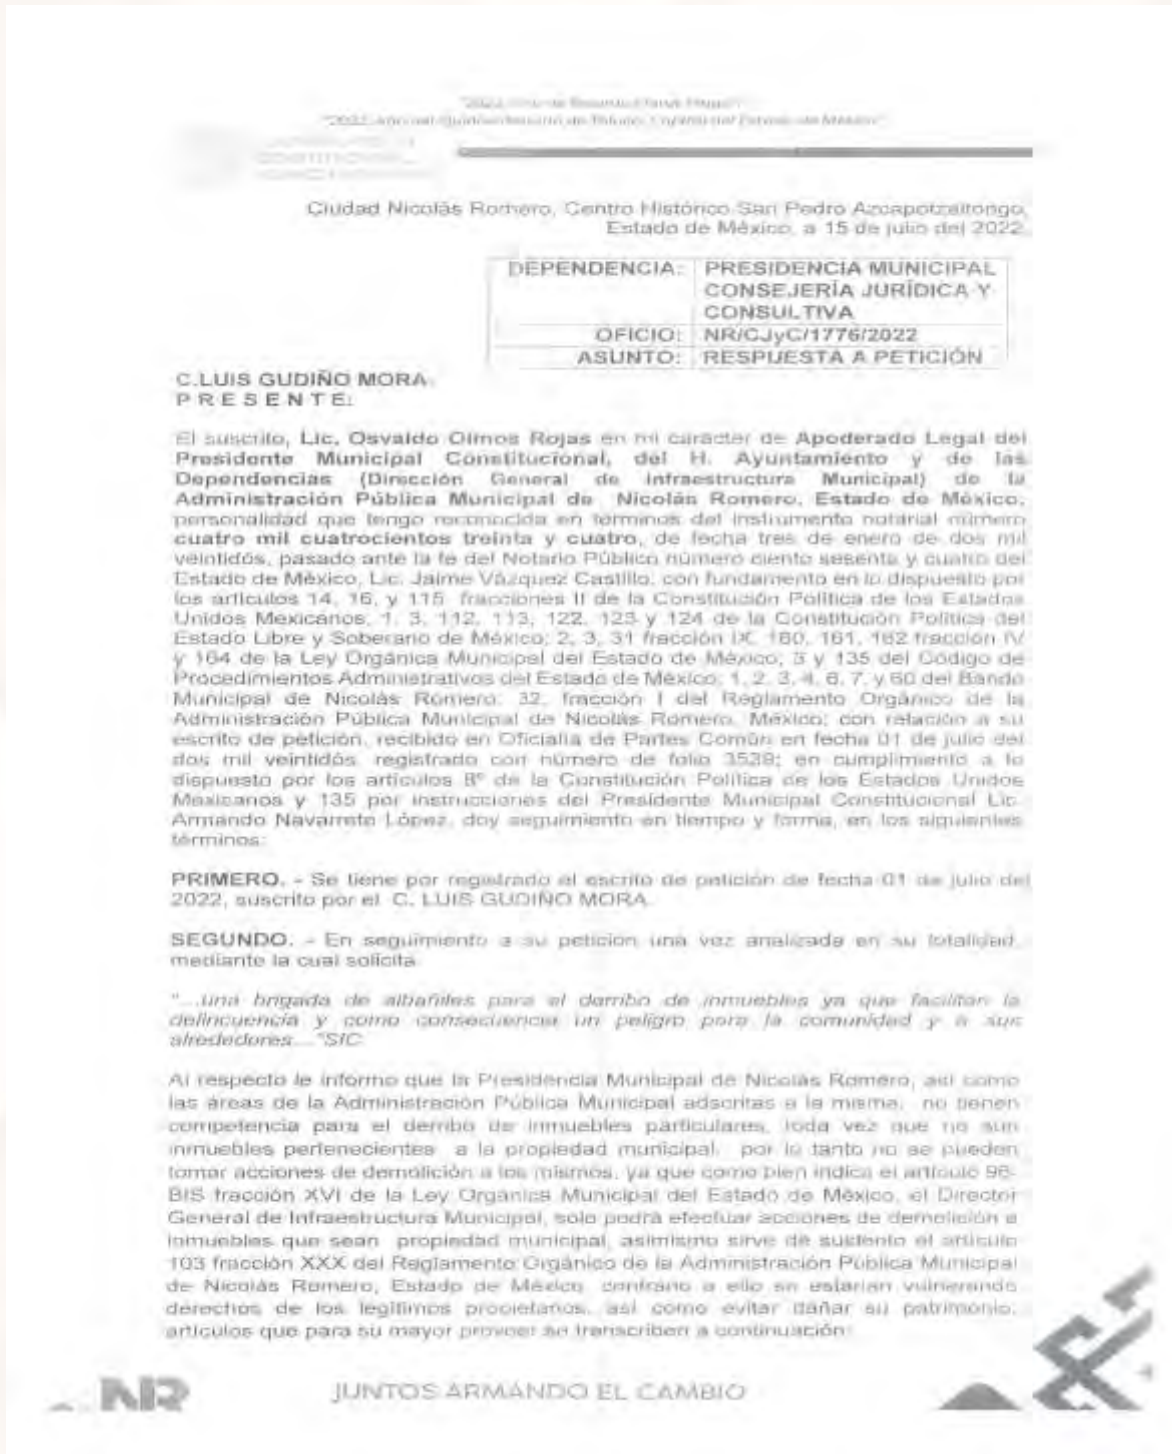 "2022. Año del Quincentenario de Toluca, Capital del Estado de México"
Ciudad Nicolás Romero, Centro Histórico San Pedro Azcapotzaltongo,
Estado de México, a 15 de julio del 2022.
DEPENDENCIA: PRESIDENCIA MUNICIPAL
CONSEJERÍA JURÍDICA Y
CONSULTIVA
OFICIO: NR/CJyC/1776/2022
ASUNTO: RESPUESTA A PETICIÓN
C.LUIS GUDIÑO MORA.
P R E S E N T E:
El suscrito, Lic. Osvaldo Olmos Rojas en mi carácter de Apoderado Legal del
Presidente Municipal Constitucional, del H. Ayuntamiento y de las
Dependencias (Dirección General de Infraestructura Municipal) de la
Administración Pública Municipal de Nicolás Romero, Estado de México,
personalidad que tengo reconocida en términos del instrumento notarial número
cuatro mil cuatrocientos treinta y cuatro, de fecha tres de enero de dos mil
veintidós, pasado ante la fe del Notario Público número ciento sesenta y cuatro del
Estado de México, Lic. Jaime Vázquez Castillo; con fundamento en lo dispuesto por
los artículos 14, 16, y 115 fracciones II de la Constitución Política de los Estados
Unidos Mexicanos; 1, 3, 112, 113, 122, 123 y 124 de la Constitución Política del
Estado Libre y Soberano de México; 2, 3, 31 fracción IX, 160, 161, 162 fracción IV
y 164 de la Ley Orgánica Municipal del Estado de México; 3 y 135 del Código de
Procedimientos Administrativos del Estado de México; 1, 2, 3, 4, 6, 7, y 60 del Bando
Municipal de Nicolás Romero; 32, fracción I del Reglamento Orgánico de la
Administración Pública Municipal de Nicolás Romero, México; con relación a su
escrito de petición, recibido en Oficialía de Partes Común en fecha 01 de julio del
dos mil veintidós, registrado con número de folio 3539; en cumplimiento a lo
dispuesto por los artículos 8º de la Constitución Política de los Estados Unidos
Mexicanos y 135 por instrucciones del Presidente Municipal Constitucional Lic.
Armando Navarrete López, doy seguimiento en tiempo y forma, en los siguientes
términos:
PRIMERO. - Se tiene por registrado el escrito de petición de fecha 01 de julio del
2022, suscrito por el C. LUIS GUDIÑO MORA.
SEGUNDO. - En seguimiento a su petición una vez analizada en su totalidad,
mediante la cual solicita:
"...una brigada de albañiles para el derribo de inmuebles ya que facilitan la
delincuencia y como consecuencia un peligro para la comunidad y a sus
alrededores..."SIC
Al respecto le informo que la Presidencia Municipal de Nicolás Romero, así como
las áreas de la Administración Pública Municipal adscritas a la misma, no tienen
competencia para el derribo de inmuebles particulares, toda vez que no son
inmuebles pertenecientes a la propiedad municipal, por lo tanto no se pueden
tomar acciones de demolición a los mismos, ya que como bien indica el artículo 96-
BIS fracción XVI de la Ley Orgánica Municipal del Estado de México, el Director
General de Infraestructura Municipal, solo podrá efectuar acciones de demolición a
inmuebles que sean propiedad municipal, asimismo sirve de sustento el artículo
103 fracción XXX del Reglamento Orgánico de la Administración Pública Municipal
de Nicolás Romero, Estado de México, contrario a ello se estarían vulnerando
derechos de los legítimos propietarios, así como evitar dañar su patrimonio;
artículos que para su mayor proveer se transcriben a continuación:
NR
JUNTOS ARMANDO EL CAMBIO